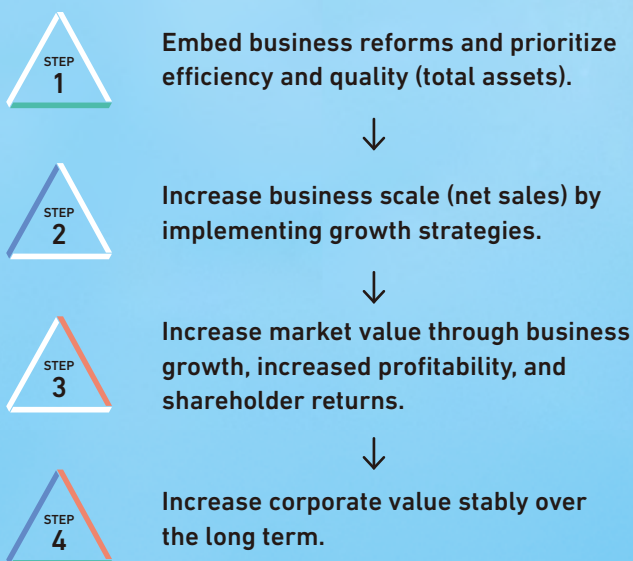 STEP
1
Embed business reforms and prioritize
efficiency and quality (total assets).
STEP
2
Increase business scale (net sales) by
implementing growth strategies.
STEP
3
Increase market value through business
growth, increased profitability, and
shareholder returns.
STEP
4
Increase corporate value stably over
the long term.